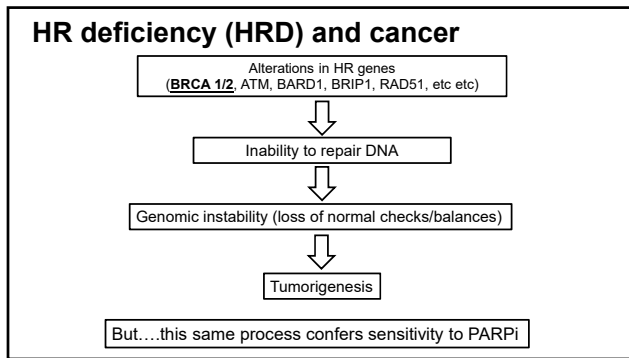 HR deficiency (HRD) and cancer
Alterations in HR genes
(BRCA 1/2, ATM, BARD1, BRIP1, RAD51, etc etc)
Inability to repair DNA
Genomic instability (loss of normal checks/balances)
Tumorigenesis
But….this same process confers sensitivity to PARPi